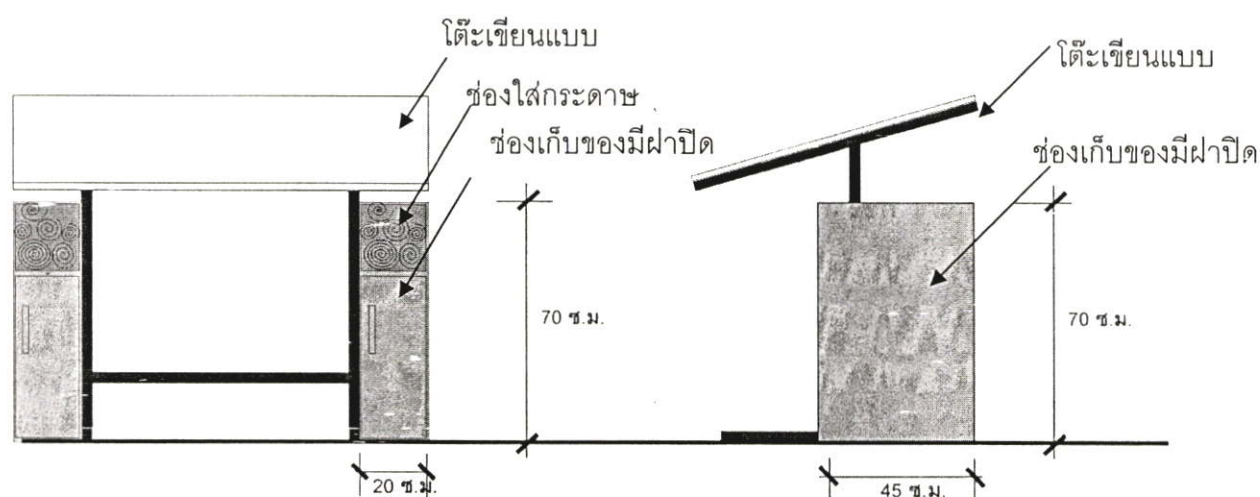 โต๊ะเขียนแบบ
ช่องใส่กระดาษ
ช่องเก็บของมีฝาปิด
70 ซ.ม.
20 ซ.ม.
โต๊ะเขียนแบบ
ช่องเก็บของมีฝาปิด
70 ซ.ม.
45 ซ.ม.